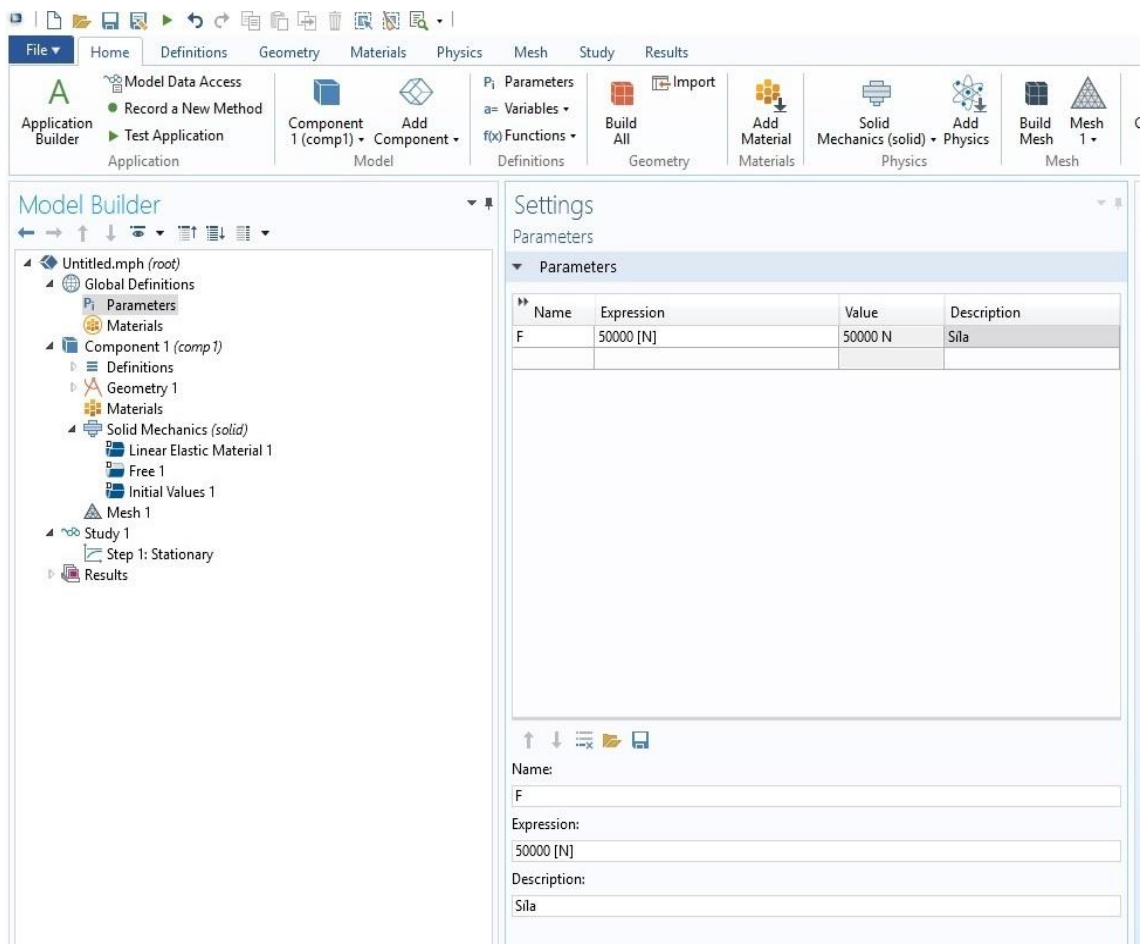 File Home Definitions Geometry Materials Physics Mesh Study Results
A
Application Builder
Model Data Access
Record a New Method
Test Application
Application
Component 1 (comp1)
Add Component
Model
Pi Parameters
a= Variables
f(x) Functions
Definitions
Build All
Import
Geometry
Add Material
Materials
Solid Mechanics (solid)
Add Physics
Physics
Build Mesh
Mesh 1
Mesh
Model Builder
Untitled.mph (root)
Global Definitions
Pi Parameters
Materials
Component 1 (comp1)
Definitions
Geometry 1
Materials
Solid Mechanics (solid)
Linear Elastic Material 1
Free 1
Initial Values 1
Mesh 1
Study 1
Step 1: Stationary
Results
Settings
Parameters
Parameters
Name Expression Value Description
F 50000 [N] 50000 N Síla
Name:
F
Expression:
50000 [N]
Description:
Síla